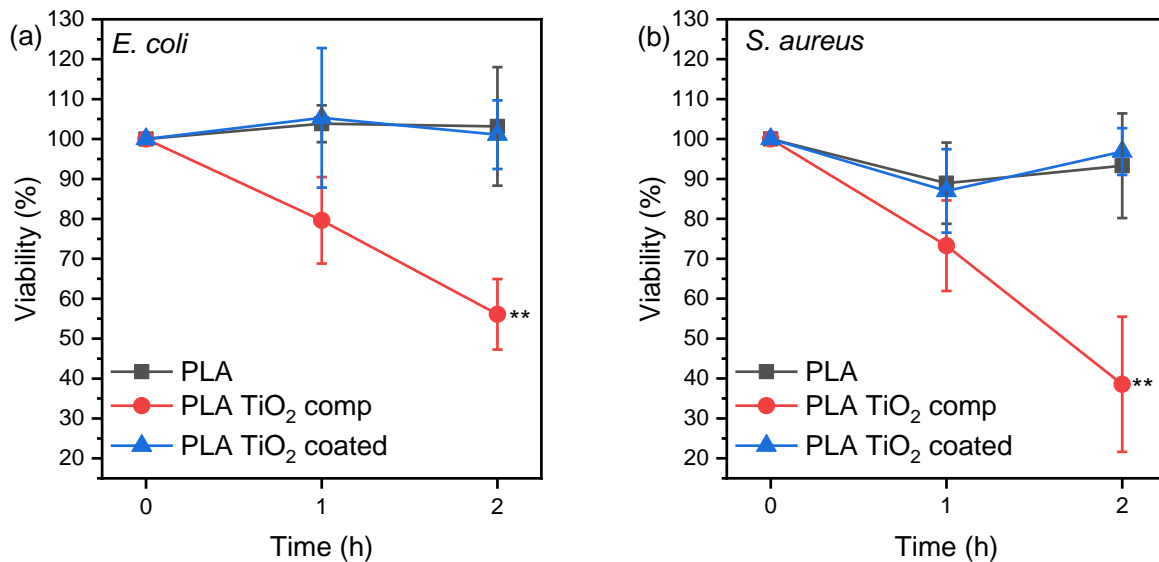 (a)
E. coli
130
120
110
100
90
80
70
60
50
40
30
20
Viability (%)
**
PLA
PLA TiO₂ comp
PLA TiO₂ coated
0 1 2
Time (h)
(b)
S. aureus
130
120
110
100
90
80
70
60
50
40
30
20
Viability (%)
**
PLA
PLA TiO₂ comp
PLA TiO₂ coated
0 1 2
Time (h)